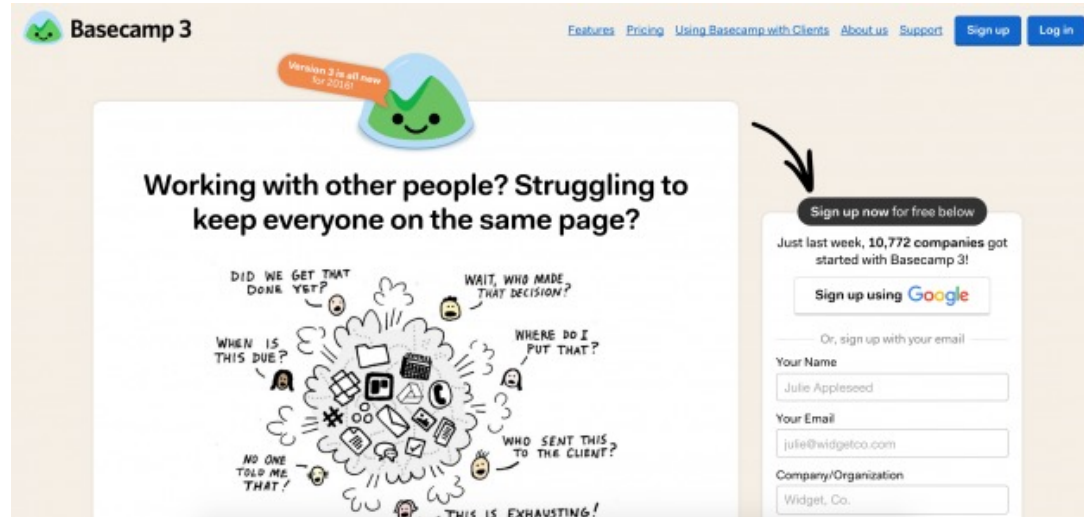 Basecamp 3
Features Pricing Using Basecamp with Clients About us Support Sign up Log in
Version 3 is all new
for 2016!
Working with other people? Struggling to
keep everyone on the same page?
DID WE GET THAT
DONE YET?
WAIT, WHO MADE
THAT DECISION?
WHEN IS
THIS DUE?
WHERE DO I
PUT THAT?
NO ONE
TOLD ME
THAT!
WHO SENT THIS
TO THE CLIENT?
THIS IS EXHAUSTING!
Sign up now for free below
Just last week, 10,772 companies got
started with Basecamp 3!
Sign up using Google
Or, sign up with your email
Your Name
Julie Appleseed
Your Email
julie@widgetco.com
Company/Organization
Widget, Co.